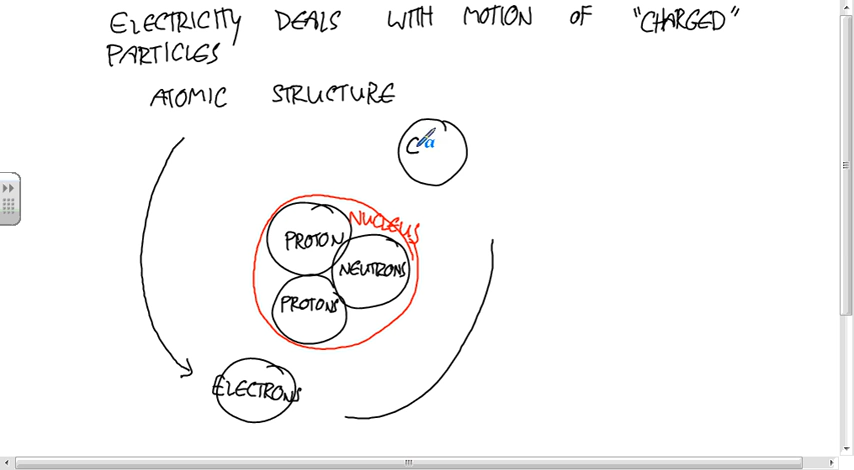 ELECTRICITY DEALS WITH MOTION OF "CHARGED"
PARTICLES
ATOMIC STRUCTURE
NUCLEUS
PROTON
NEUTRONS
PROTONS
ELECTRONS